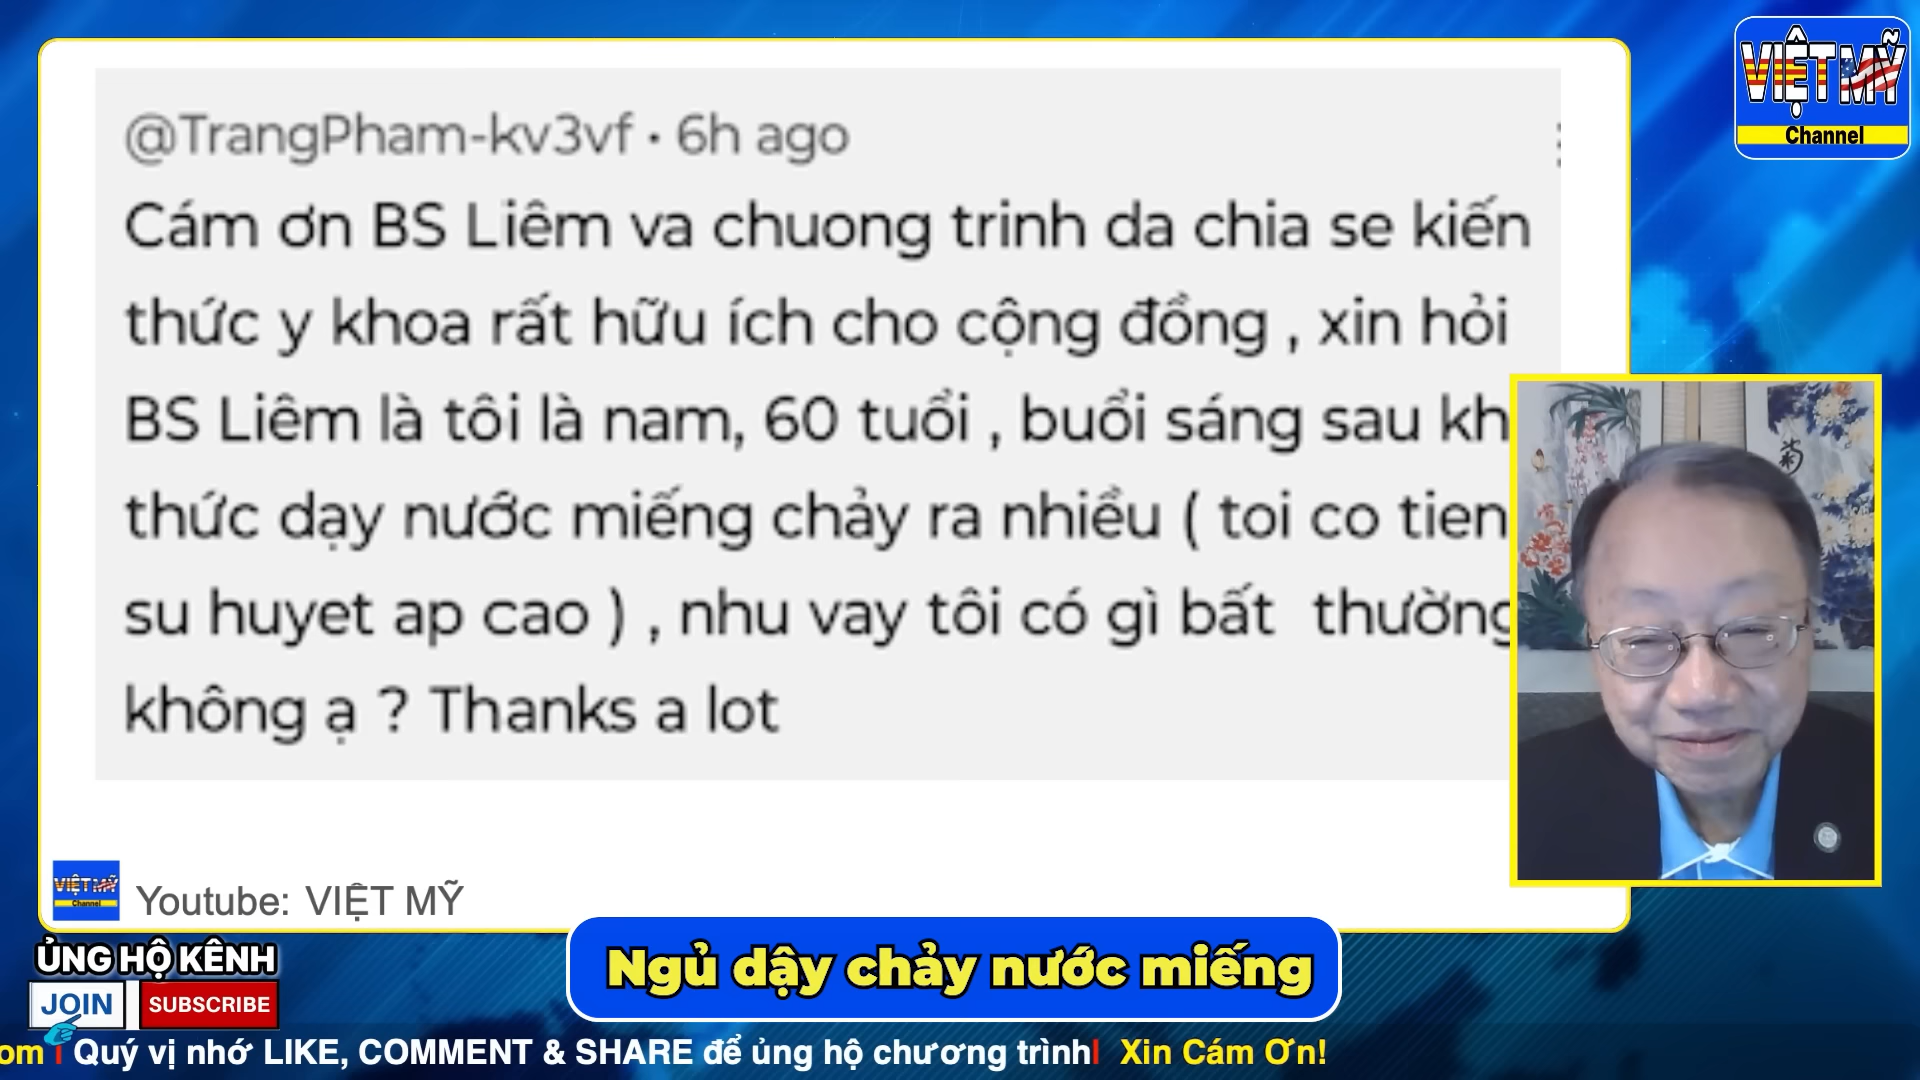 VIỆT MỸ
Channel
@TrangPham-kv3vf • 6h ago
Cám ơn BS Liêm va chuong trinh da chia se kiến
thức y khoa rất hữu ích cho cộng đồng , xin hỏi
BS Liêm là tôi là nam, 60 tuổi , buổi sáng sau kh
thức dạy nước miếng chảy ra nhiều ( toi co tien
su huyet ap cao ) , nhu vay tôi có gì bất thường
không ạ ? Thanks a lot
菊
VIỆT MỸ
Channel
Youtube: VIỆT MỸ
ỦNG HỘ KÊNH
JOIN
SUBSCRIBE
Ngủ dậy chảy nước miếng
om I Quý vị nhớ LIKE, COMMENT & SHARE để ủng hộ chương trình I Xin Cám Ơn!